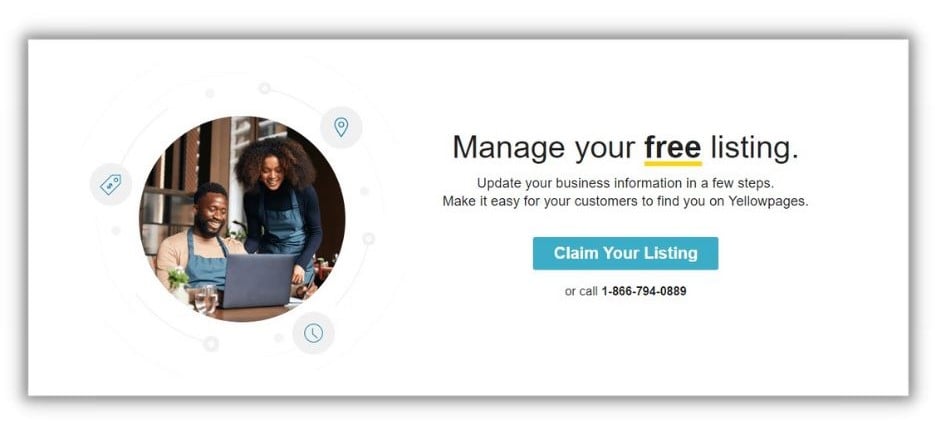 Manage your free listing.
Update your business information in a few steps.
Make it easy for your customers to find you on Yellowpages.
Claim Your Listing
or call 1-866-794-0889